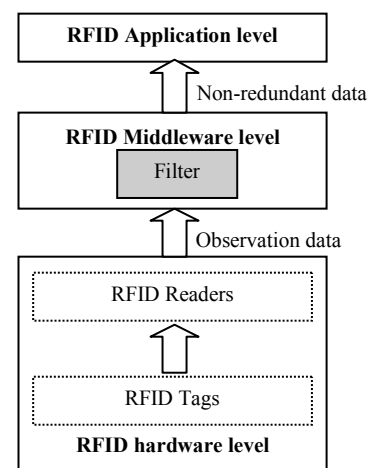 RFID Application level
Non-redundant data
RFID Middleware level
Filter
Observation data
RFID Readers
RFID Tags
RFID hardware level